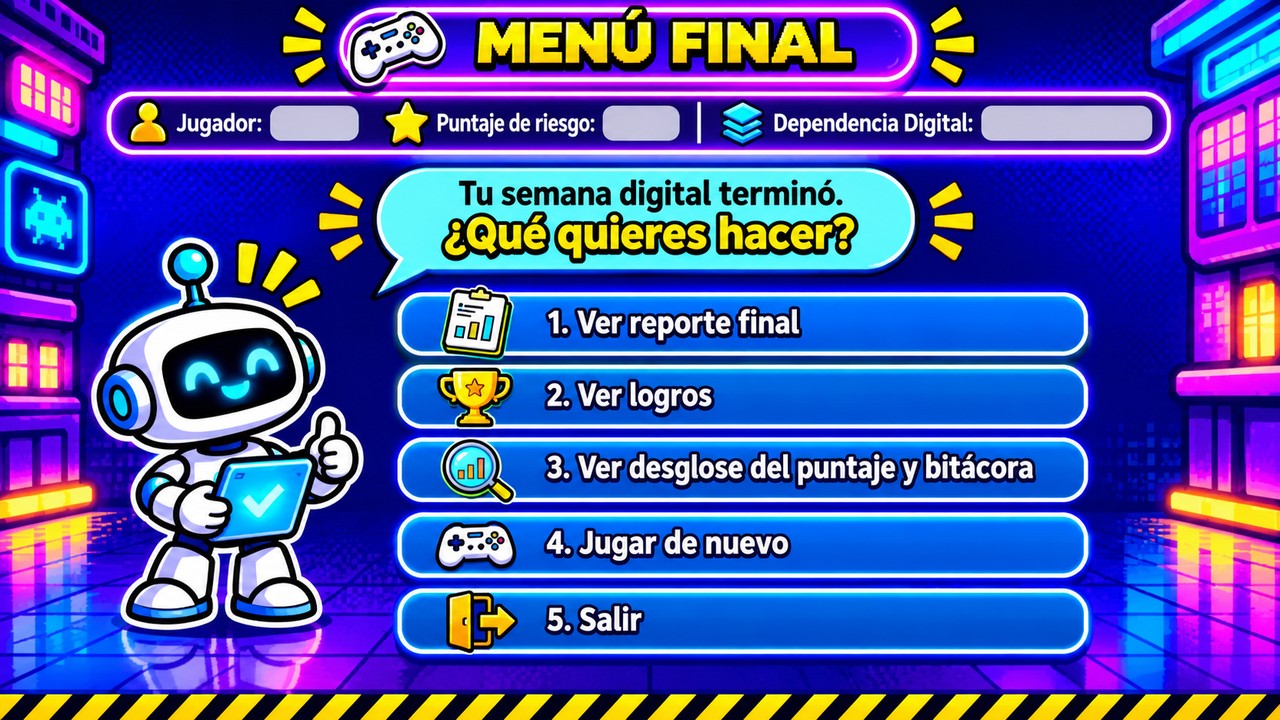 MENÚ FINAL
Jugador: Puntaje de riesgo: Dependencia Digital:
Tu semana digital terminó.
¿Qué quieres hacer?
1. Ver reporte final
2. Ver logros
3. Ver desglose del puntaje y bitácora
4. Jugar de nuevo
5. Salir